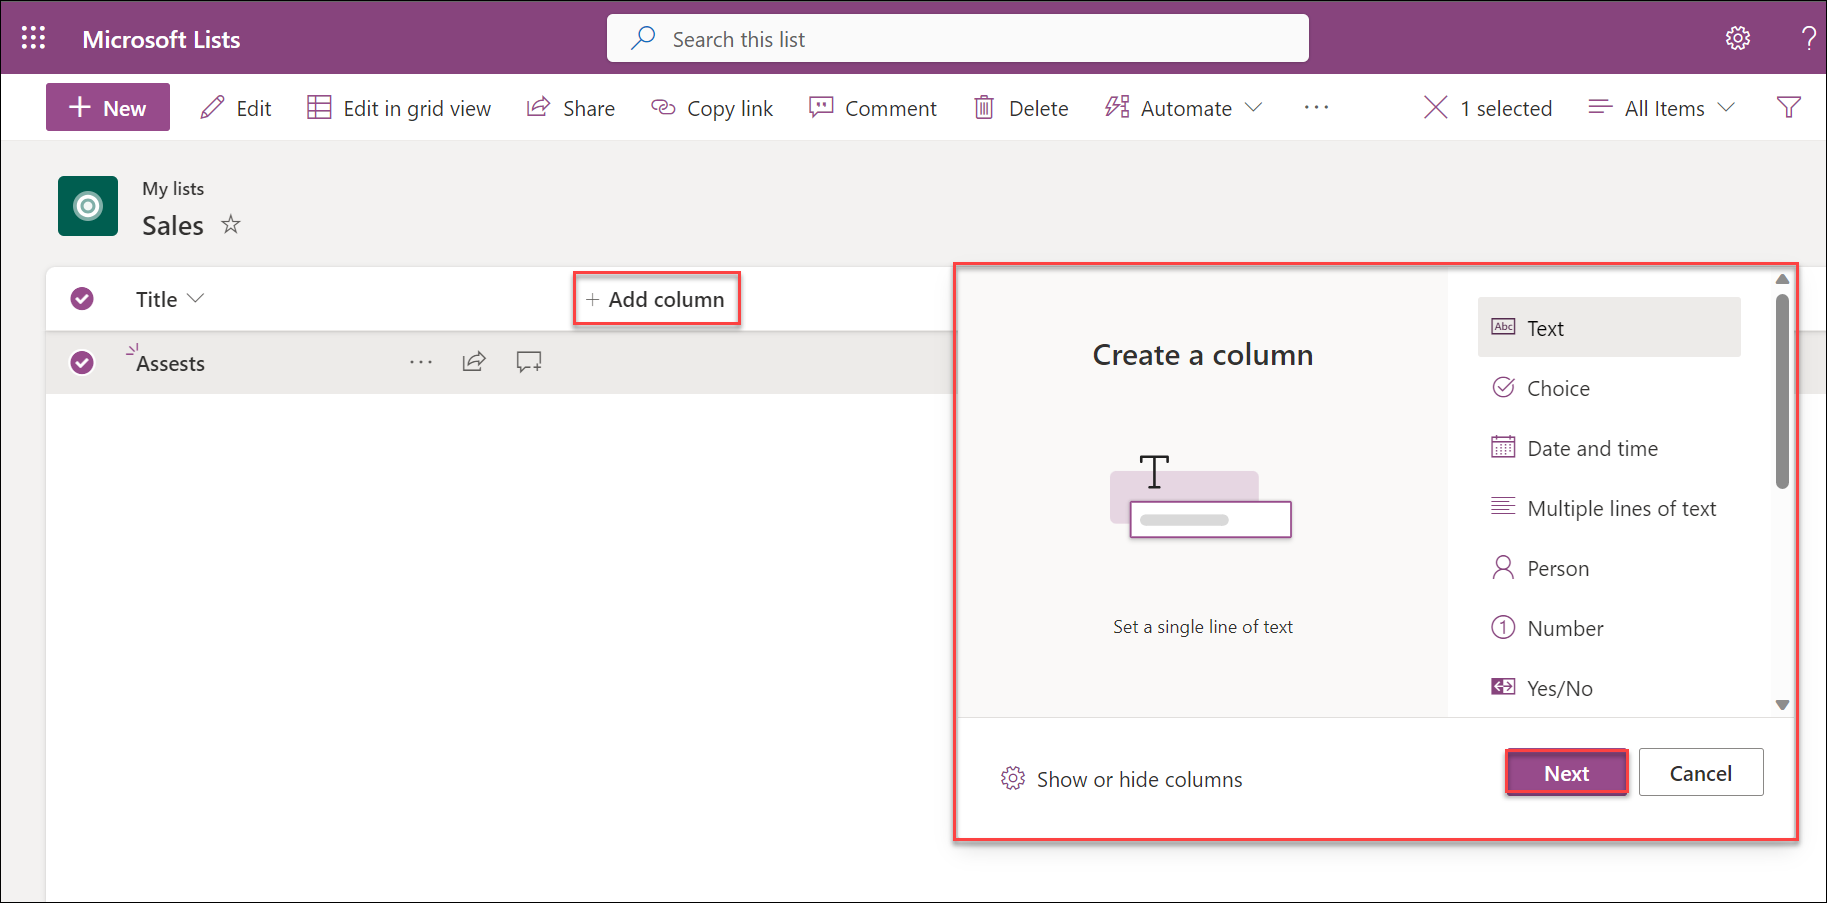 Microsoft Lists
Search this list
?
+ New
Edit
Edit in grid view
Share
Copy link
Comment
Delete
Automate
...
1 selected
All Items
My lists
Sales
Title
+ Add column
Assests
...
Create a column
T
Set a single line of text
Abc Text
Choice
Date and time
Multiple lines of text
Person
1 Number
Yes/No
Show or hide columns
Next
Cancel